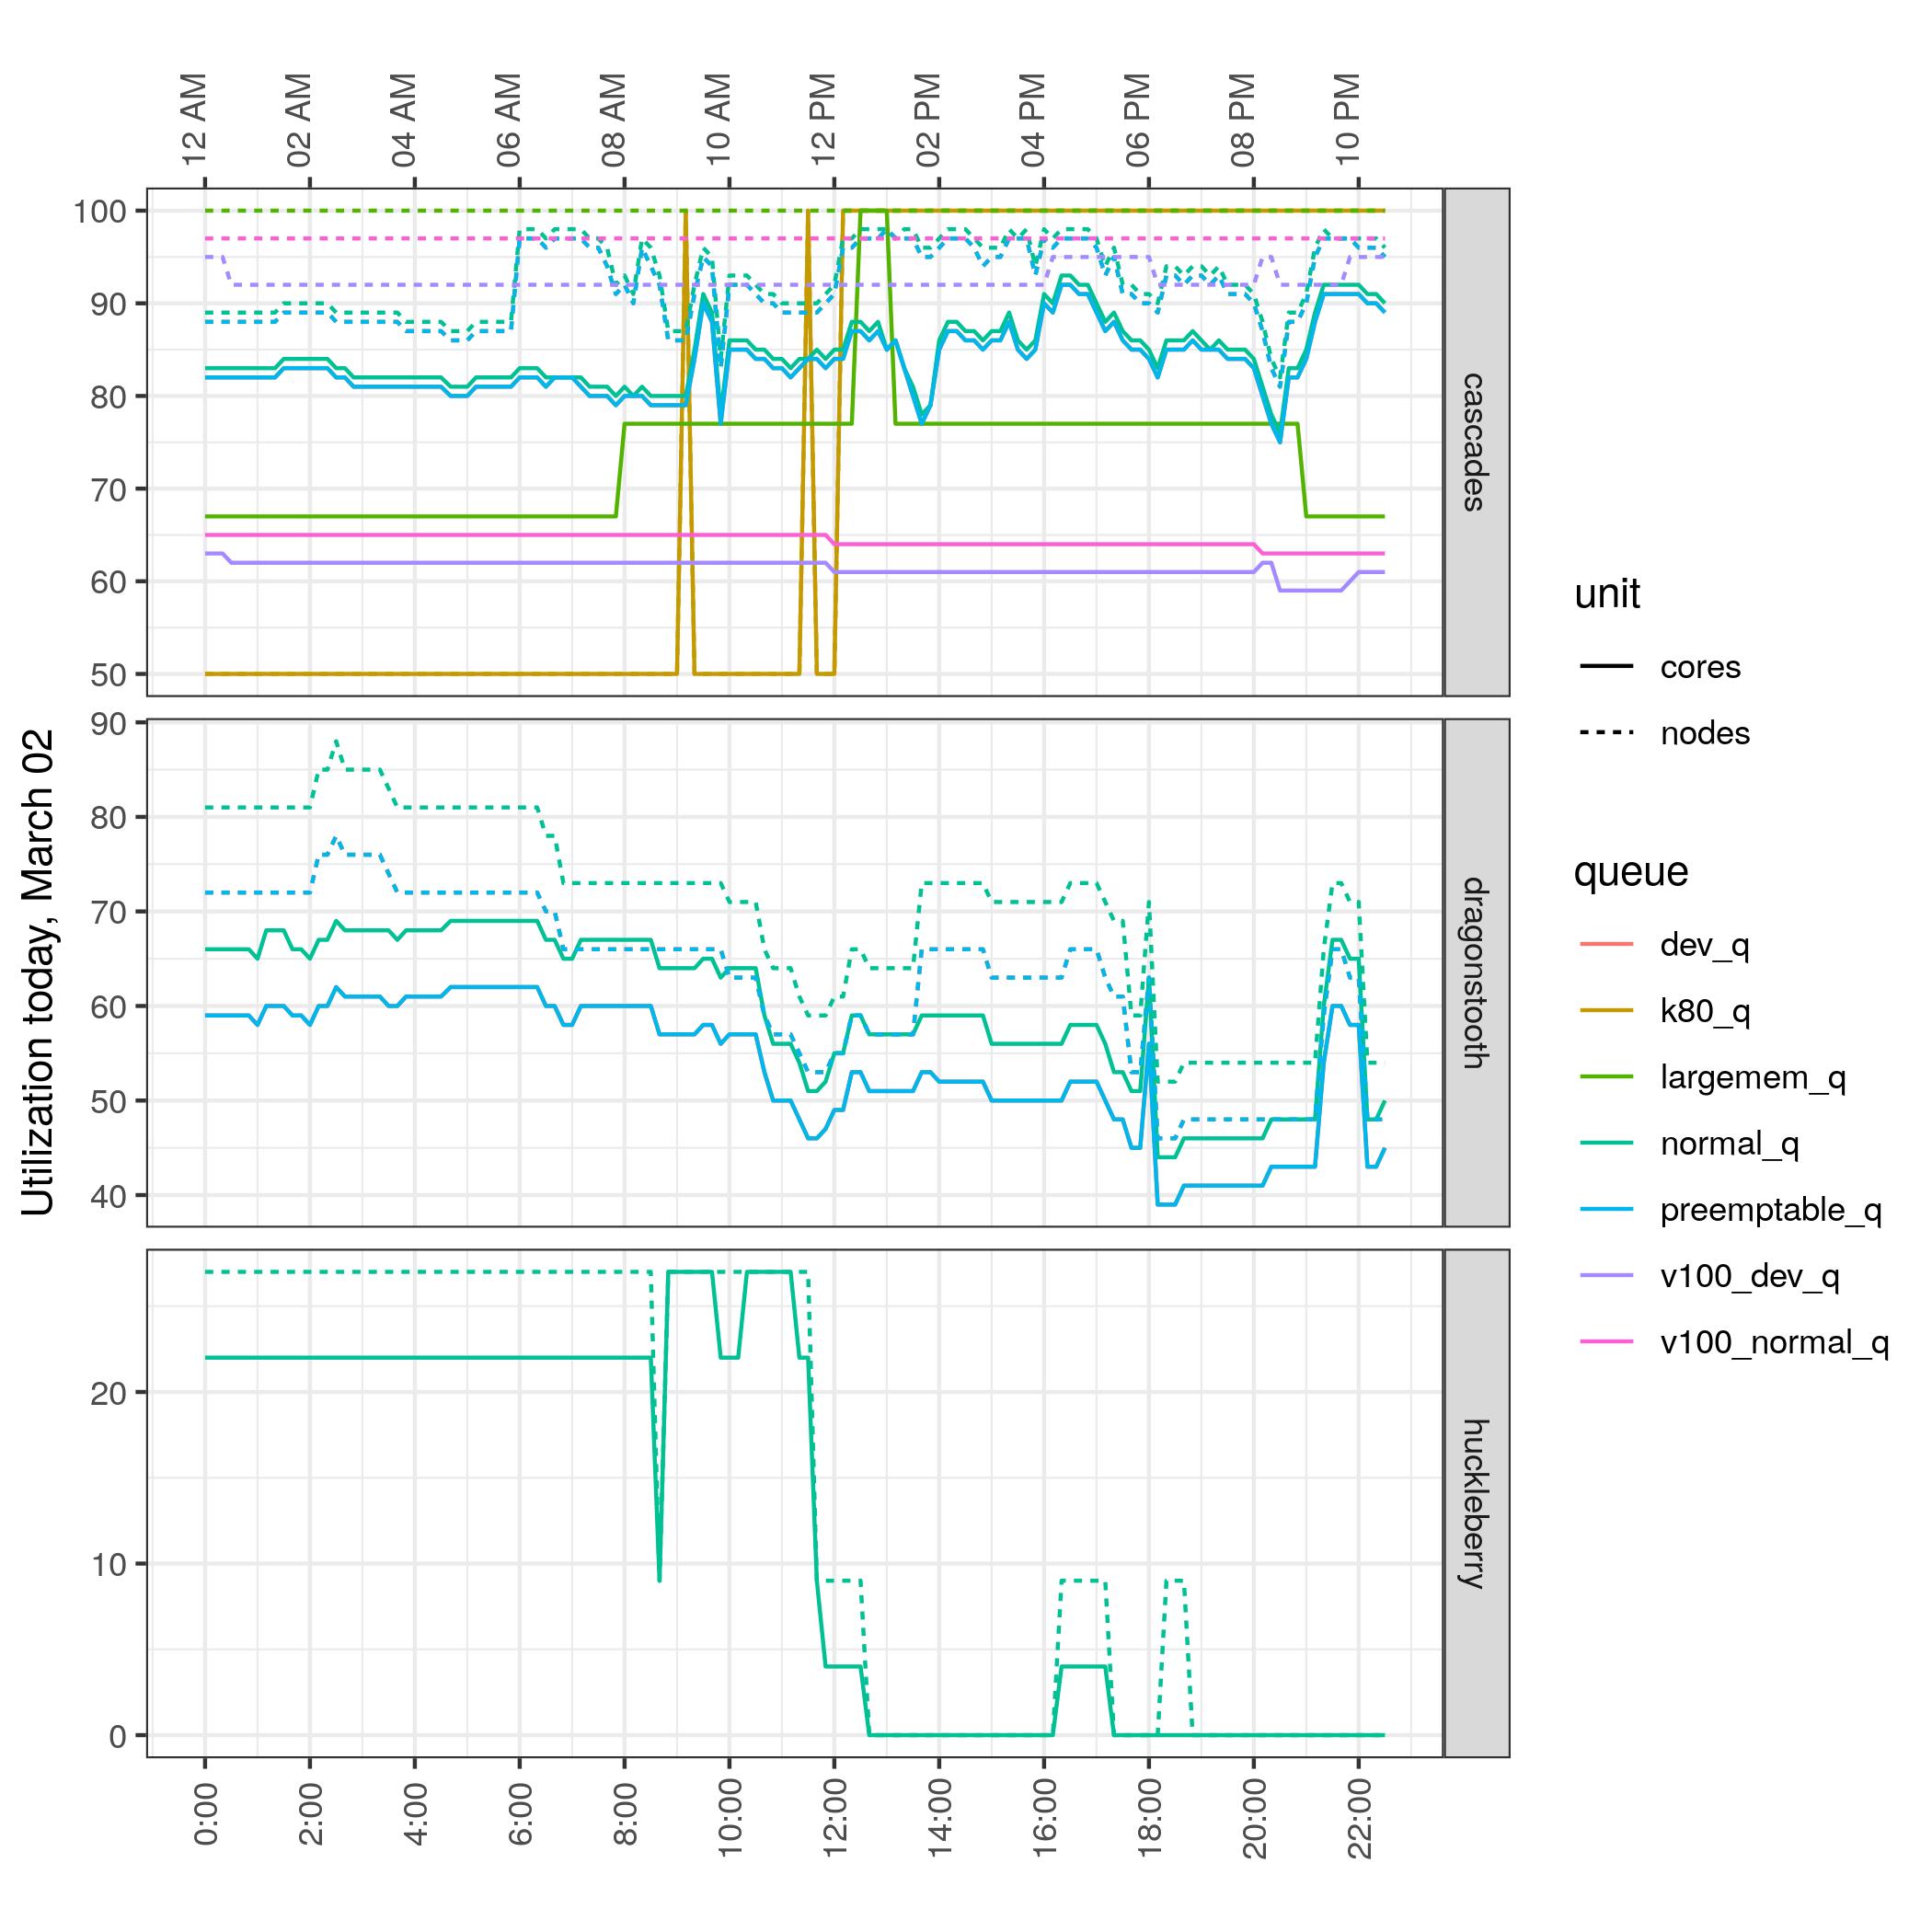 12 AM
02 AM
04 AM
06 AM
08 AM
10 AM
12 PM
02 PM
04 PM
06 PM
08 PM
10 PM
Utilization today, March 02
100
90
80
70
60
50
cascades
90
80
70
60
50
40
dragonstooth
20
10
0
huckleberry
0:00
2:00
4:00
6:00
8:00
10:00
12:00
14:00
16:00
18:00
20:00
22:00
unit
cores
nodes
queue
dev_q
k80_q
largemem_q
normal_q
preemptable_q
v100_dev_q
v100_normal_q